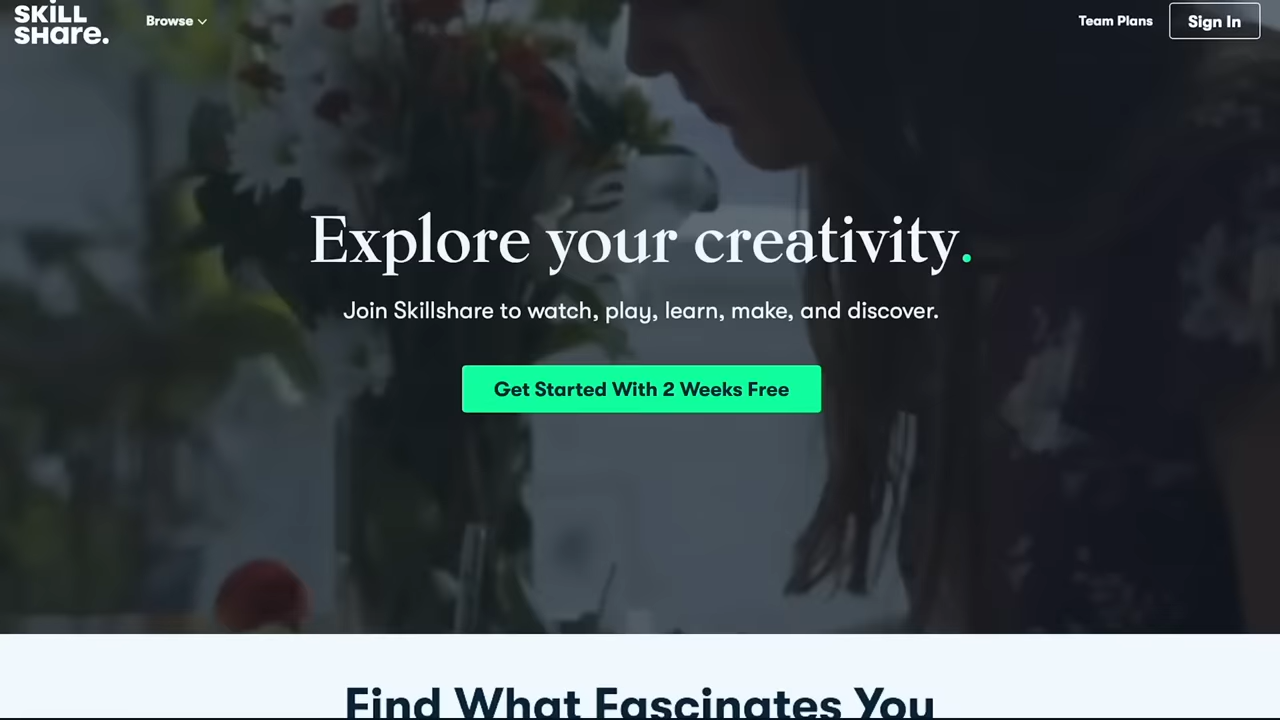 SKiLL
sHare.
Browse
Team Plans
Sign In
Explore your creativity.
Join Skillshare to watch, play, learn, make, and discover.
Get Started With 2 Weeks Free
Find What Fascinates You